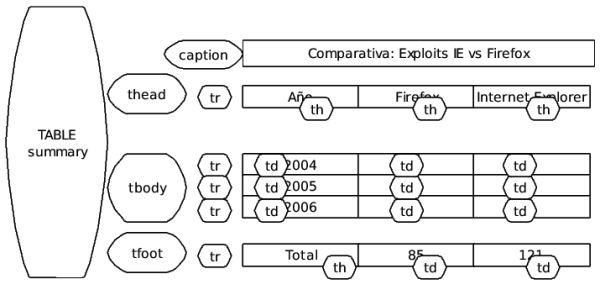 caption
Comparativa: Exploits IE vs Firefox
thead
tr
Año
Firefox
Internet Explorer
th
th
th
TABLE
summary
tbody
tr
td
2004
td
td
tr
td
2005
td
td
tr
td
2006
td
td
tfoot
tr
Total
85
121
th
td
td